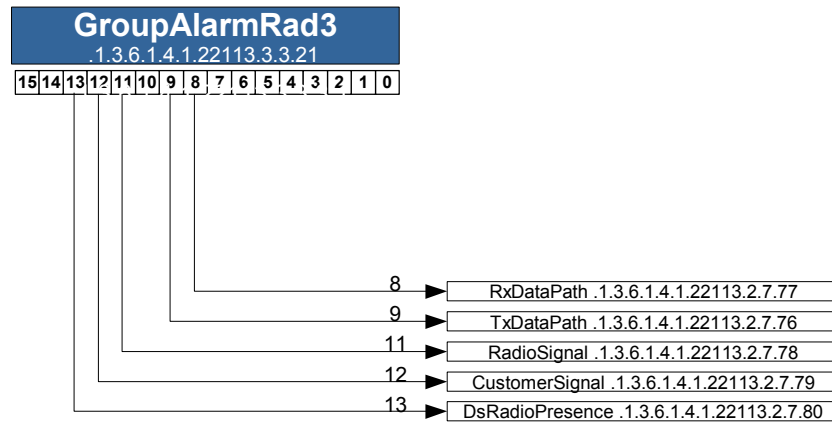 GroupAlarmRad3
.1.3.6.1.4.1.22113.3.3.21
15 14 13 12 11 10 9 8 7 6 5 4 3 2 1 0
8 RxDataPath .1.3.6.1.4.1.22113.2.7.77
9 TxDataPath .1.3.6.1.4.1.22113.2.7.76
11 RadioSignal .1.3.6.1.4.1.22113.2.7.78
12 CustomerSignal .1.3.6.1.4.1.22113.2.7.79
13 DsRadioPresence .1.3.6.1.4.1.22113.2.7.80